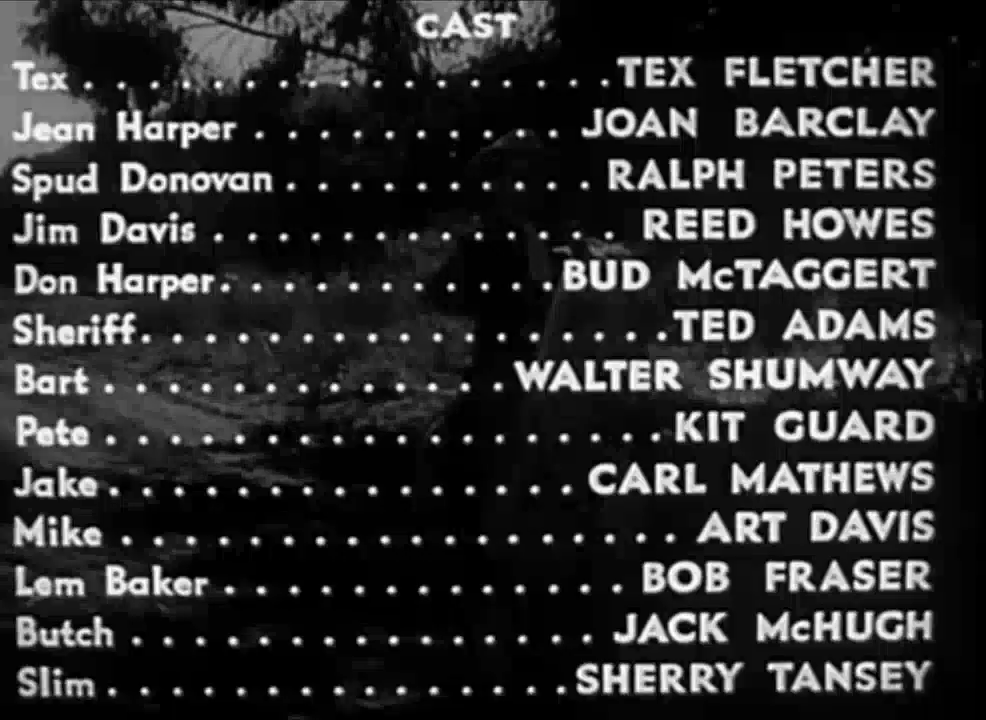 CAST
Tex . . . . . . . . . . . . . . . . . TEX FLETCHER
Jean Harper . . . . . . . . . . JOAN BARCLAY
Spud Donovan . . . . . . . . . . RALPH PETERS
Jim Davis . . . . . . . . . . . . . REED HOWES
Don Harper . . . . . . . . . . . BUD McTAGGERT
Sheriff . . . . . . . . . . . . . . . . . TED ADAMS
Bart . . . . . . . . . . . . . WALTER SHUMWAY
Pete . . . . . . . . . . . . . . . . . . KIT GUARD
Jake . . . . . . . . . . . . . . . CARL MATHEWS
Mike . . . . . . . . . . . . . . . . . . ART DAVIS
Lem Baker . . . . . . . . . . . . . BOB FRASER
Butch . . . . . . . . . . . . . . . JACK McHUGH
Slim . . . . . . . . . . . . . . . SHERRY TANSEY